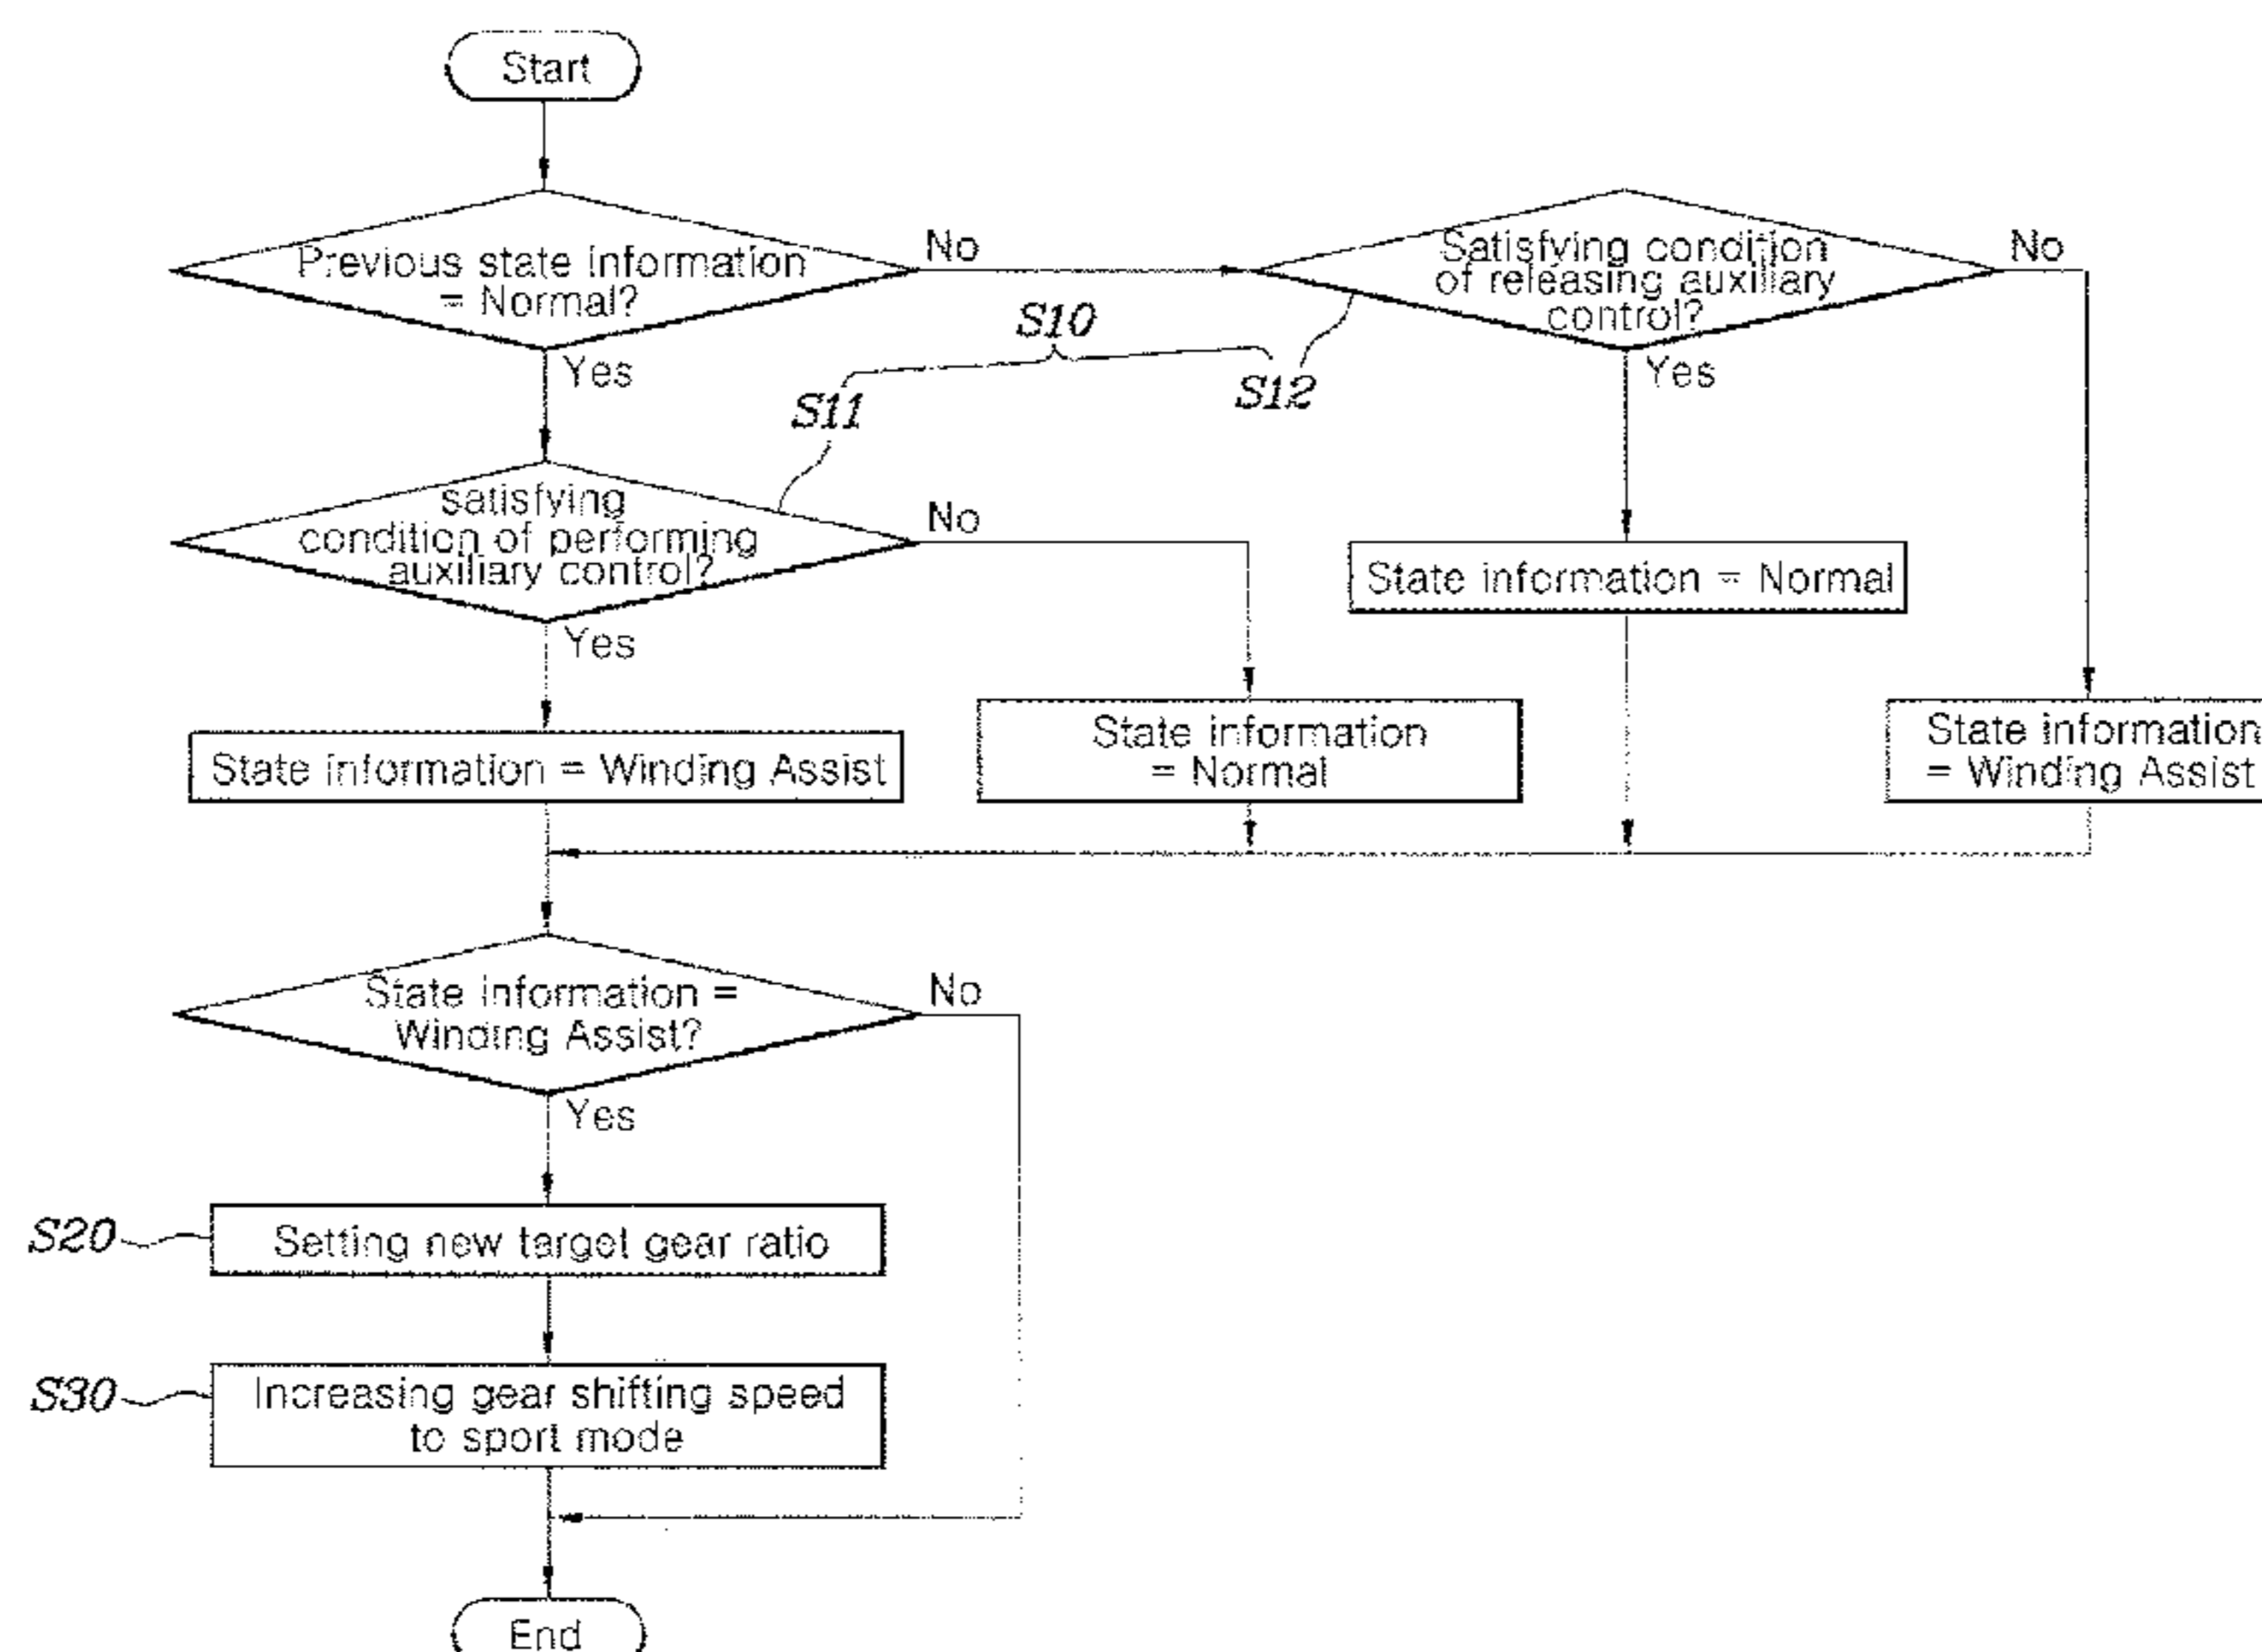 Start
Previous state information
= Normal?
No
Yes
Satisfying condition
of releasing auxiliary
control?
No
Yes
S10
S11
S12
satisfying
condition of performing
auxiliary control?
No
Yes
State information = Normal
State information = Winding Assist
State information
= Normal
State information
= Winding Assist
State information =
Winding Assist?
No
Yes
S20
Setting new target gear ratio
S30
Increasing gear shifting speed
to sport mode
End